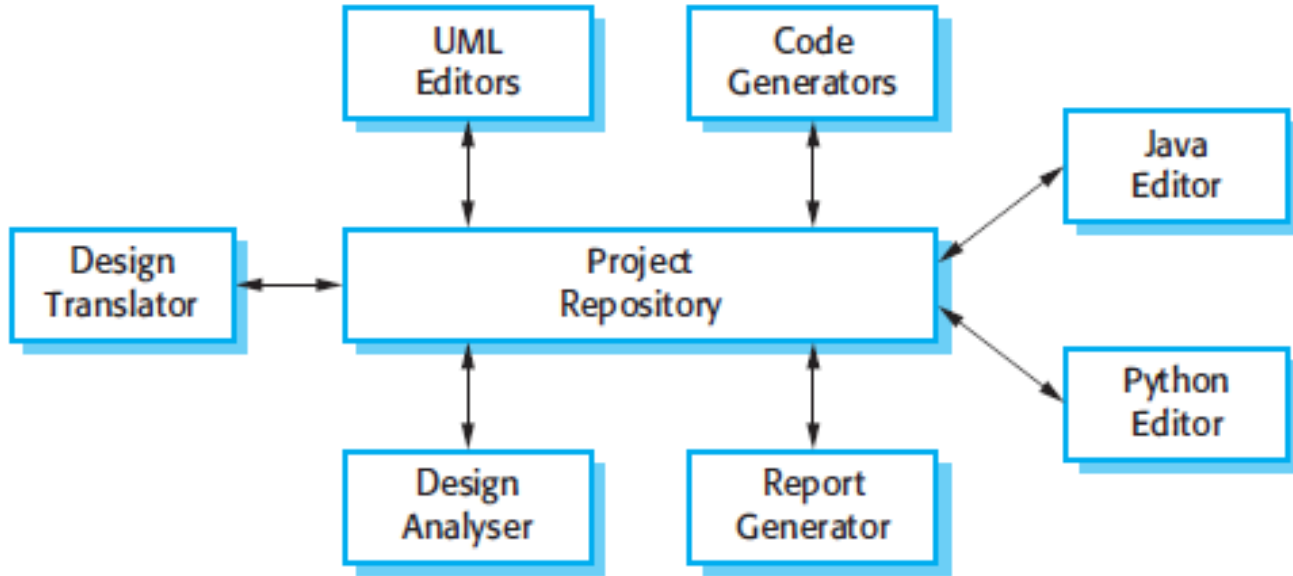 UML
Editors
Code
Generators
Java
Editor
Design
Translator
Project
Repository
Python
Editor
Design
Analyser
Report
Generator